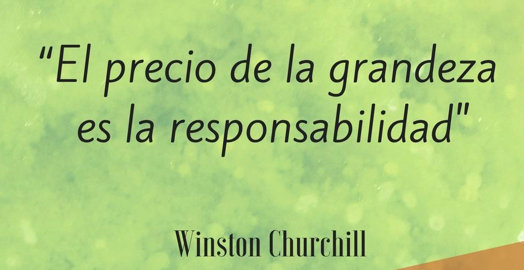 “El precio de la grandeza
es la responsabilidad"
Winston Churchill